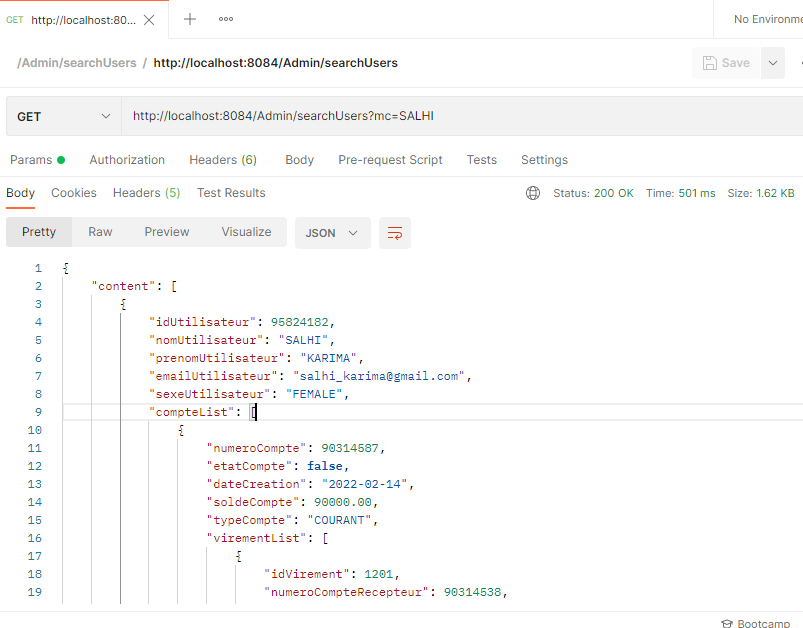 GET http://localhost:80...
No Environme
/Admin/searchUsers / http://localhost:8084/Admin/searchUsers
Save
GET http://localhost:8084/Admin/searchUsers?mc=SALHI
Params Authorization Headers (6) Body Pre-request Script Tests Settings
Body Cookies Headers (5) Test Results Status: 200 OK Time: 501 ms Size: 1.62 KB
Pretty Raw Preview Visualize JSON
1 {
2 "content": [
3 {
4 "idUtilisateur": 95824182,
5 "nomUtilisateur": "SALHI",
6 "prenomUtilisateur": "KARIMA",
7 "emailUtilisateur": "salhi_karima@gmail.com",
8 "sexeUtilisateur": "FEMALE",
9 "compteList": [
10 {
11 "numeroCompte": 90314587,
12 "etatCompte": false,
13 "dateCreation": "2022-02-14",
14 "soldeCompte": 90000.00,
15 "typeCompte": "COURANT",
16 "virementList": [
17 {
18 "idVirement": 1201,
19 "numeroCompteRecepteur": 90314538,
Bootcamp